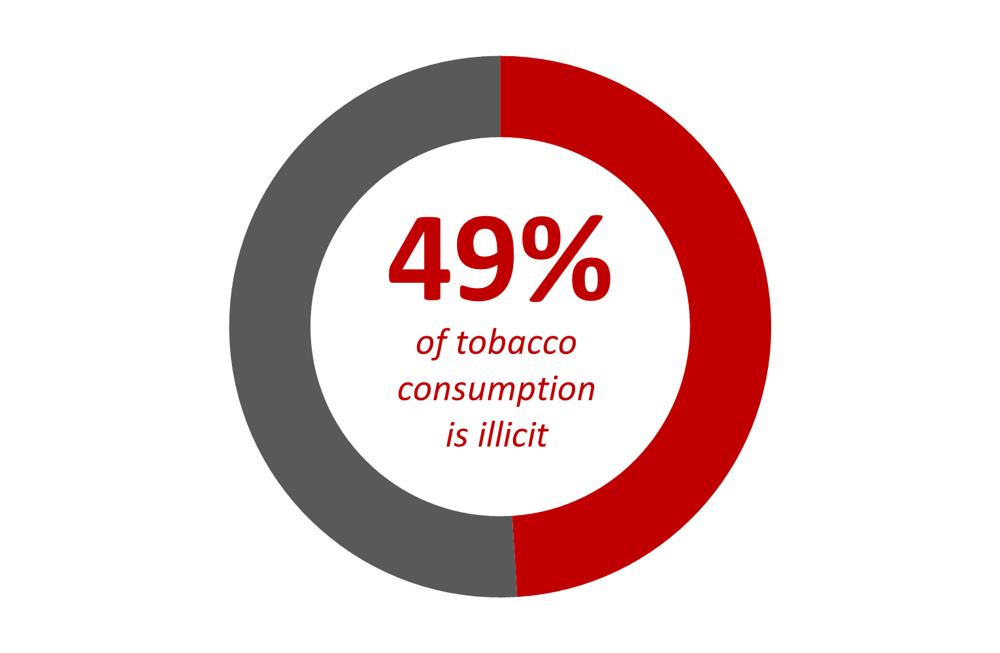 49%
of tobacco
consumption
is illicit